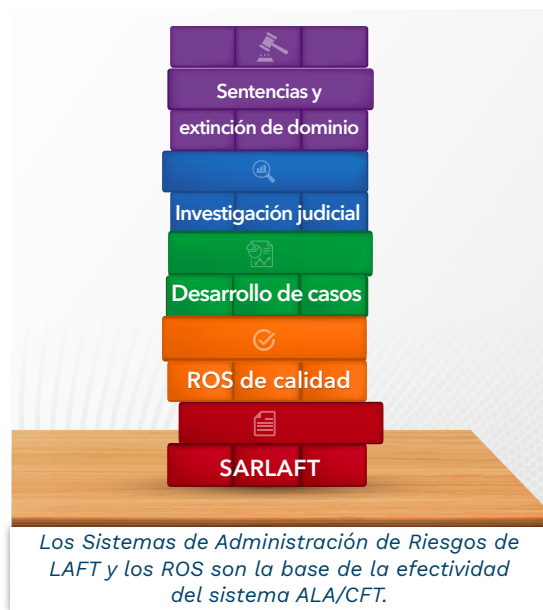 Sentencias y
extinción de dominio
Investigación judicial
Desarrollo de casos
ROS de calidad
SARLAFT
Los Sistemas de Administración de Riesgos de
LAFT y los ROS son la base de la efectividad
del sistema ALA/CFT.